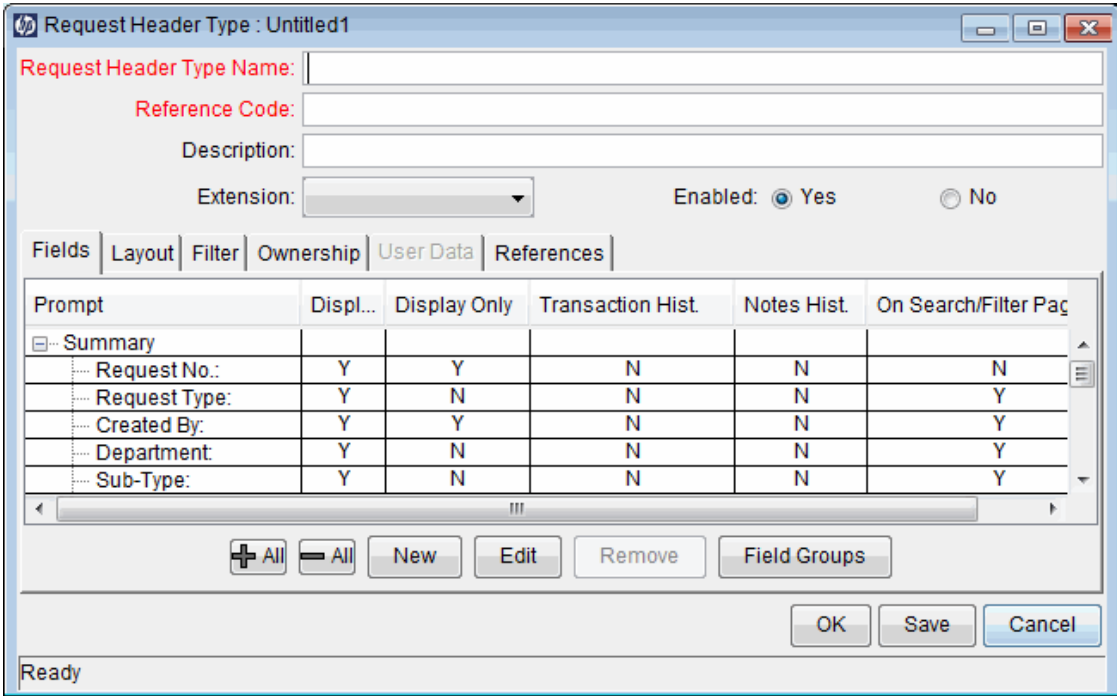 Request Header Type : Untitled1
Request Header Type Name:
Reference Code:
Description:
Extension: Enabled: Yes No
Fields Layout Filter Ownership User Data References
Prompt Displ... Display Only Transaction Hist. Notes Hist. On Search/Filter Pag
Summary
Request No.: Y Y N N N
Request Type: Y N N N Y
Created By: Y Y N N Y
Department: Y N N N Y
Sub-Type: Y N N N Y
All All New Edit Remove Field Groups
OK Save Cancel
Ready